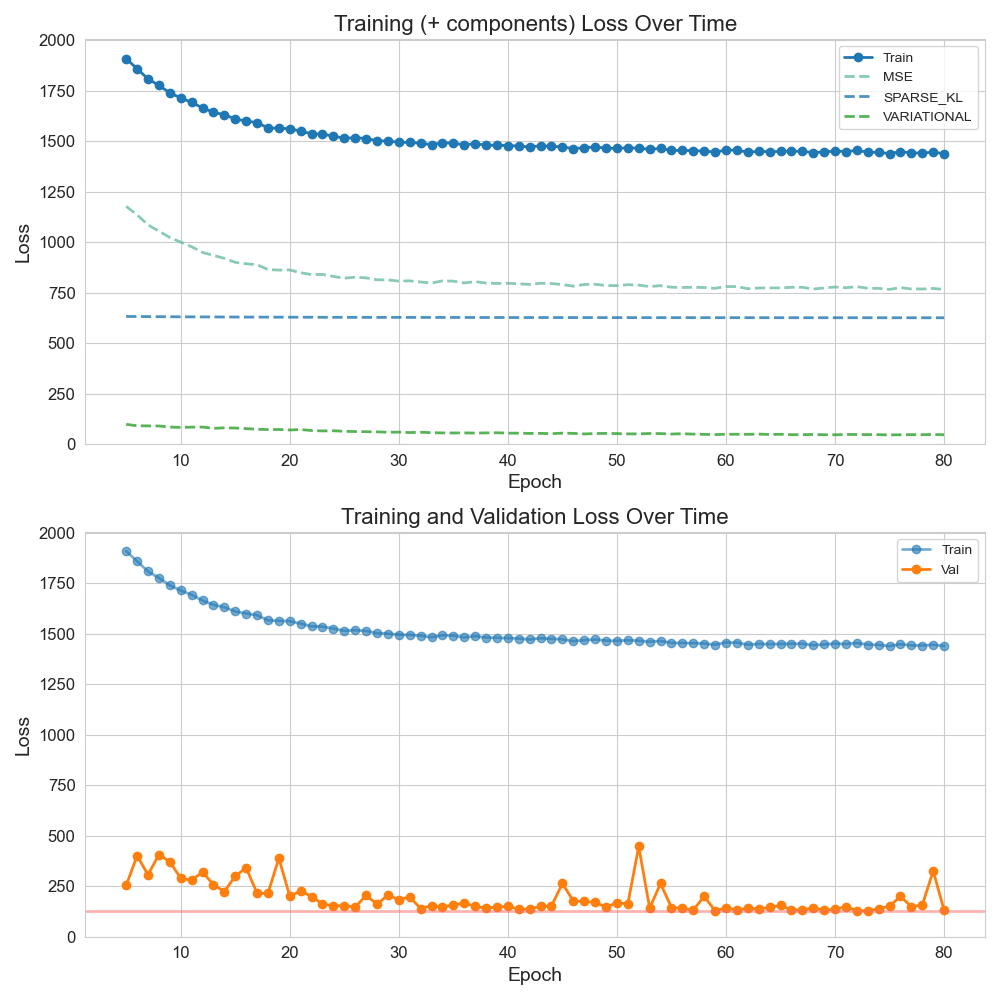 Training (+ components) Loss Over Time
2000
1750
1500
1250
1000
750
500
250
0
Loss
Train
MSE
SPARSE_KL
VARIATIONAL
10 20 30 40 50 60 70 80
Epoch
Training and Validation Loss Over Time
2000
1750
1500
1250
1000
750
500
250
0
Loss
Train
Val
10 20 30 40 50 60 70 80
Epoch